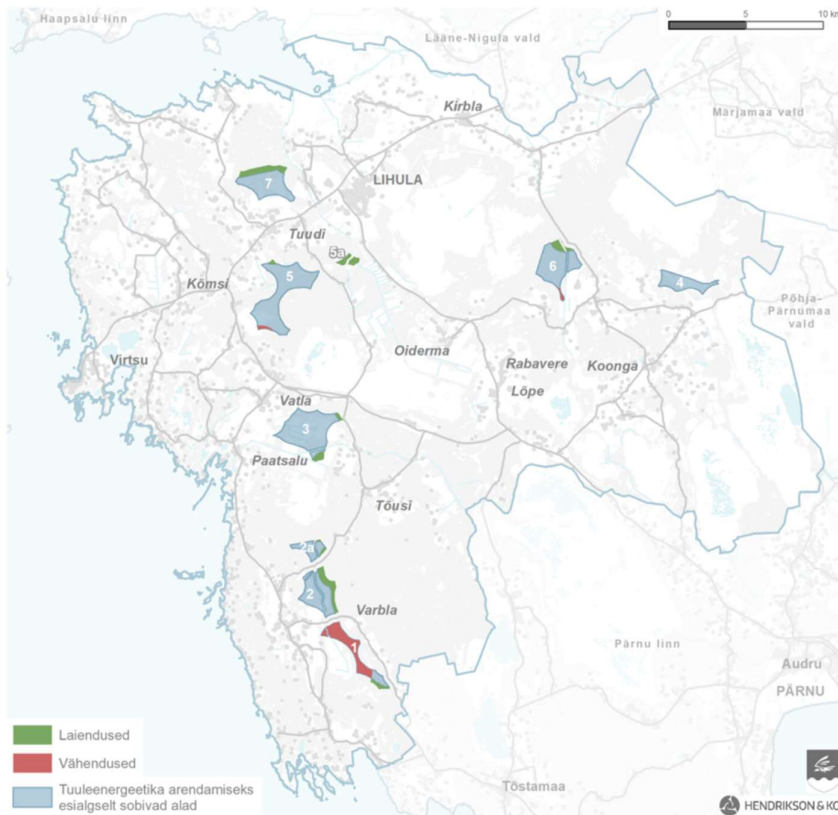 Haapsalu linn
Lääne-Nigula vald
0 5 10 km
Kirbla
Märjamaa vald
LIHULA
7
Tuudi
5a
5
6
4
Kõmsi
Põhja-
Pärnumaa
vald
Oiderma
Virtsu
Rabavere
Koonga
Lõpe
Vatla
3
Paatsalu
Tõusi
2a
2
Varbla
1
Pärnu linn
Audru
PÄRNU
Laiendused
Vähendused
Tuuleenergeetika arendamiseks
esialgselt sobivad alad
Tõstamaa
HENDRIKSON & KO